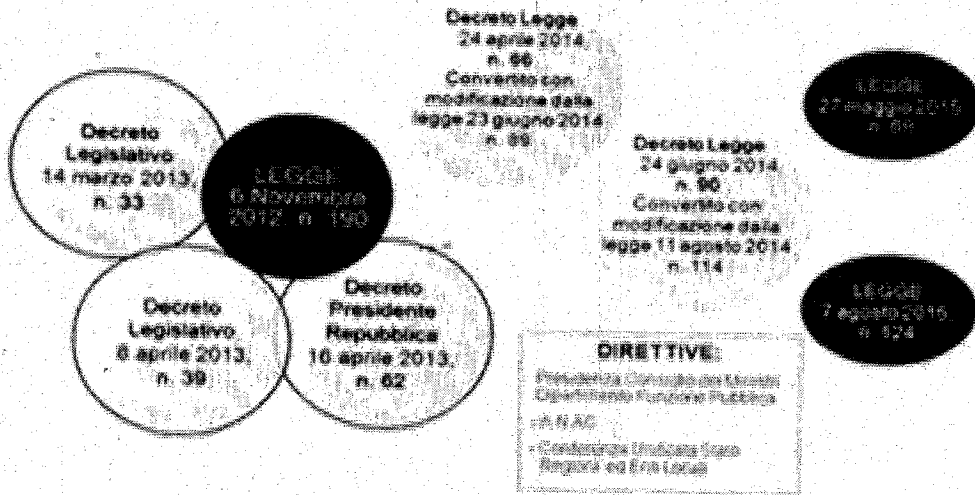 Decreto Legge
24 aprile 2014,
n. 66
Convertito con
modificazione dalla
legge 23 giugno 2014
n. 89
LEGGE
27 maggio 2015
n. 69
Decreto
Legislativo
14 marzo 2013,
n. 33
LEGGE
6 Novembre
2012, n. 190
Decreto Legge
24 giugno 2014,
n. 90
Convertito con
modificazione dalla
legge 11 agosto 2014
n. 114
LEGGE
7 agosto 2015,
n. 124
Decreto
Legislativo
8 aprile 2013,
n. 39
Decreto
Presidente
Repubblica
16 aprile 2013,
n. 62
DIRETTIVE:
Presidenza Consiglio dei Ministri
Dipartimento Funzione Pubblica
- A.N.AC
- Conferenza Unificata Stato
Regioni ed Enti Locali